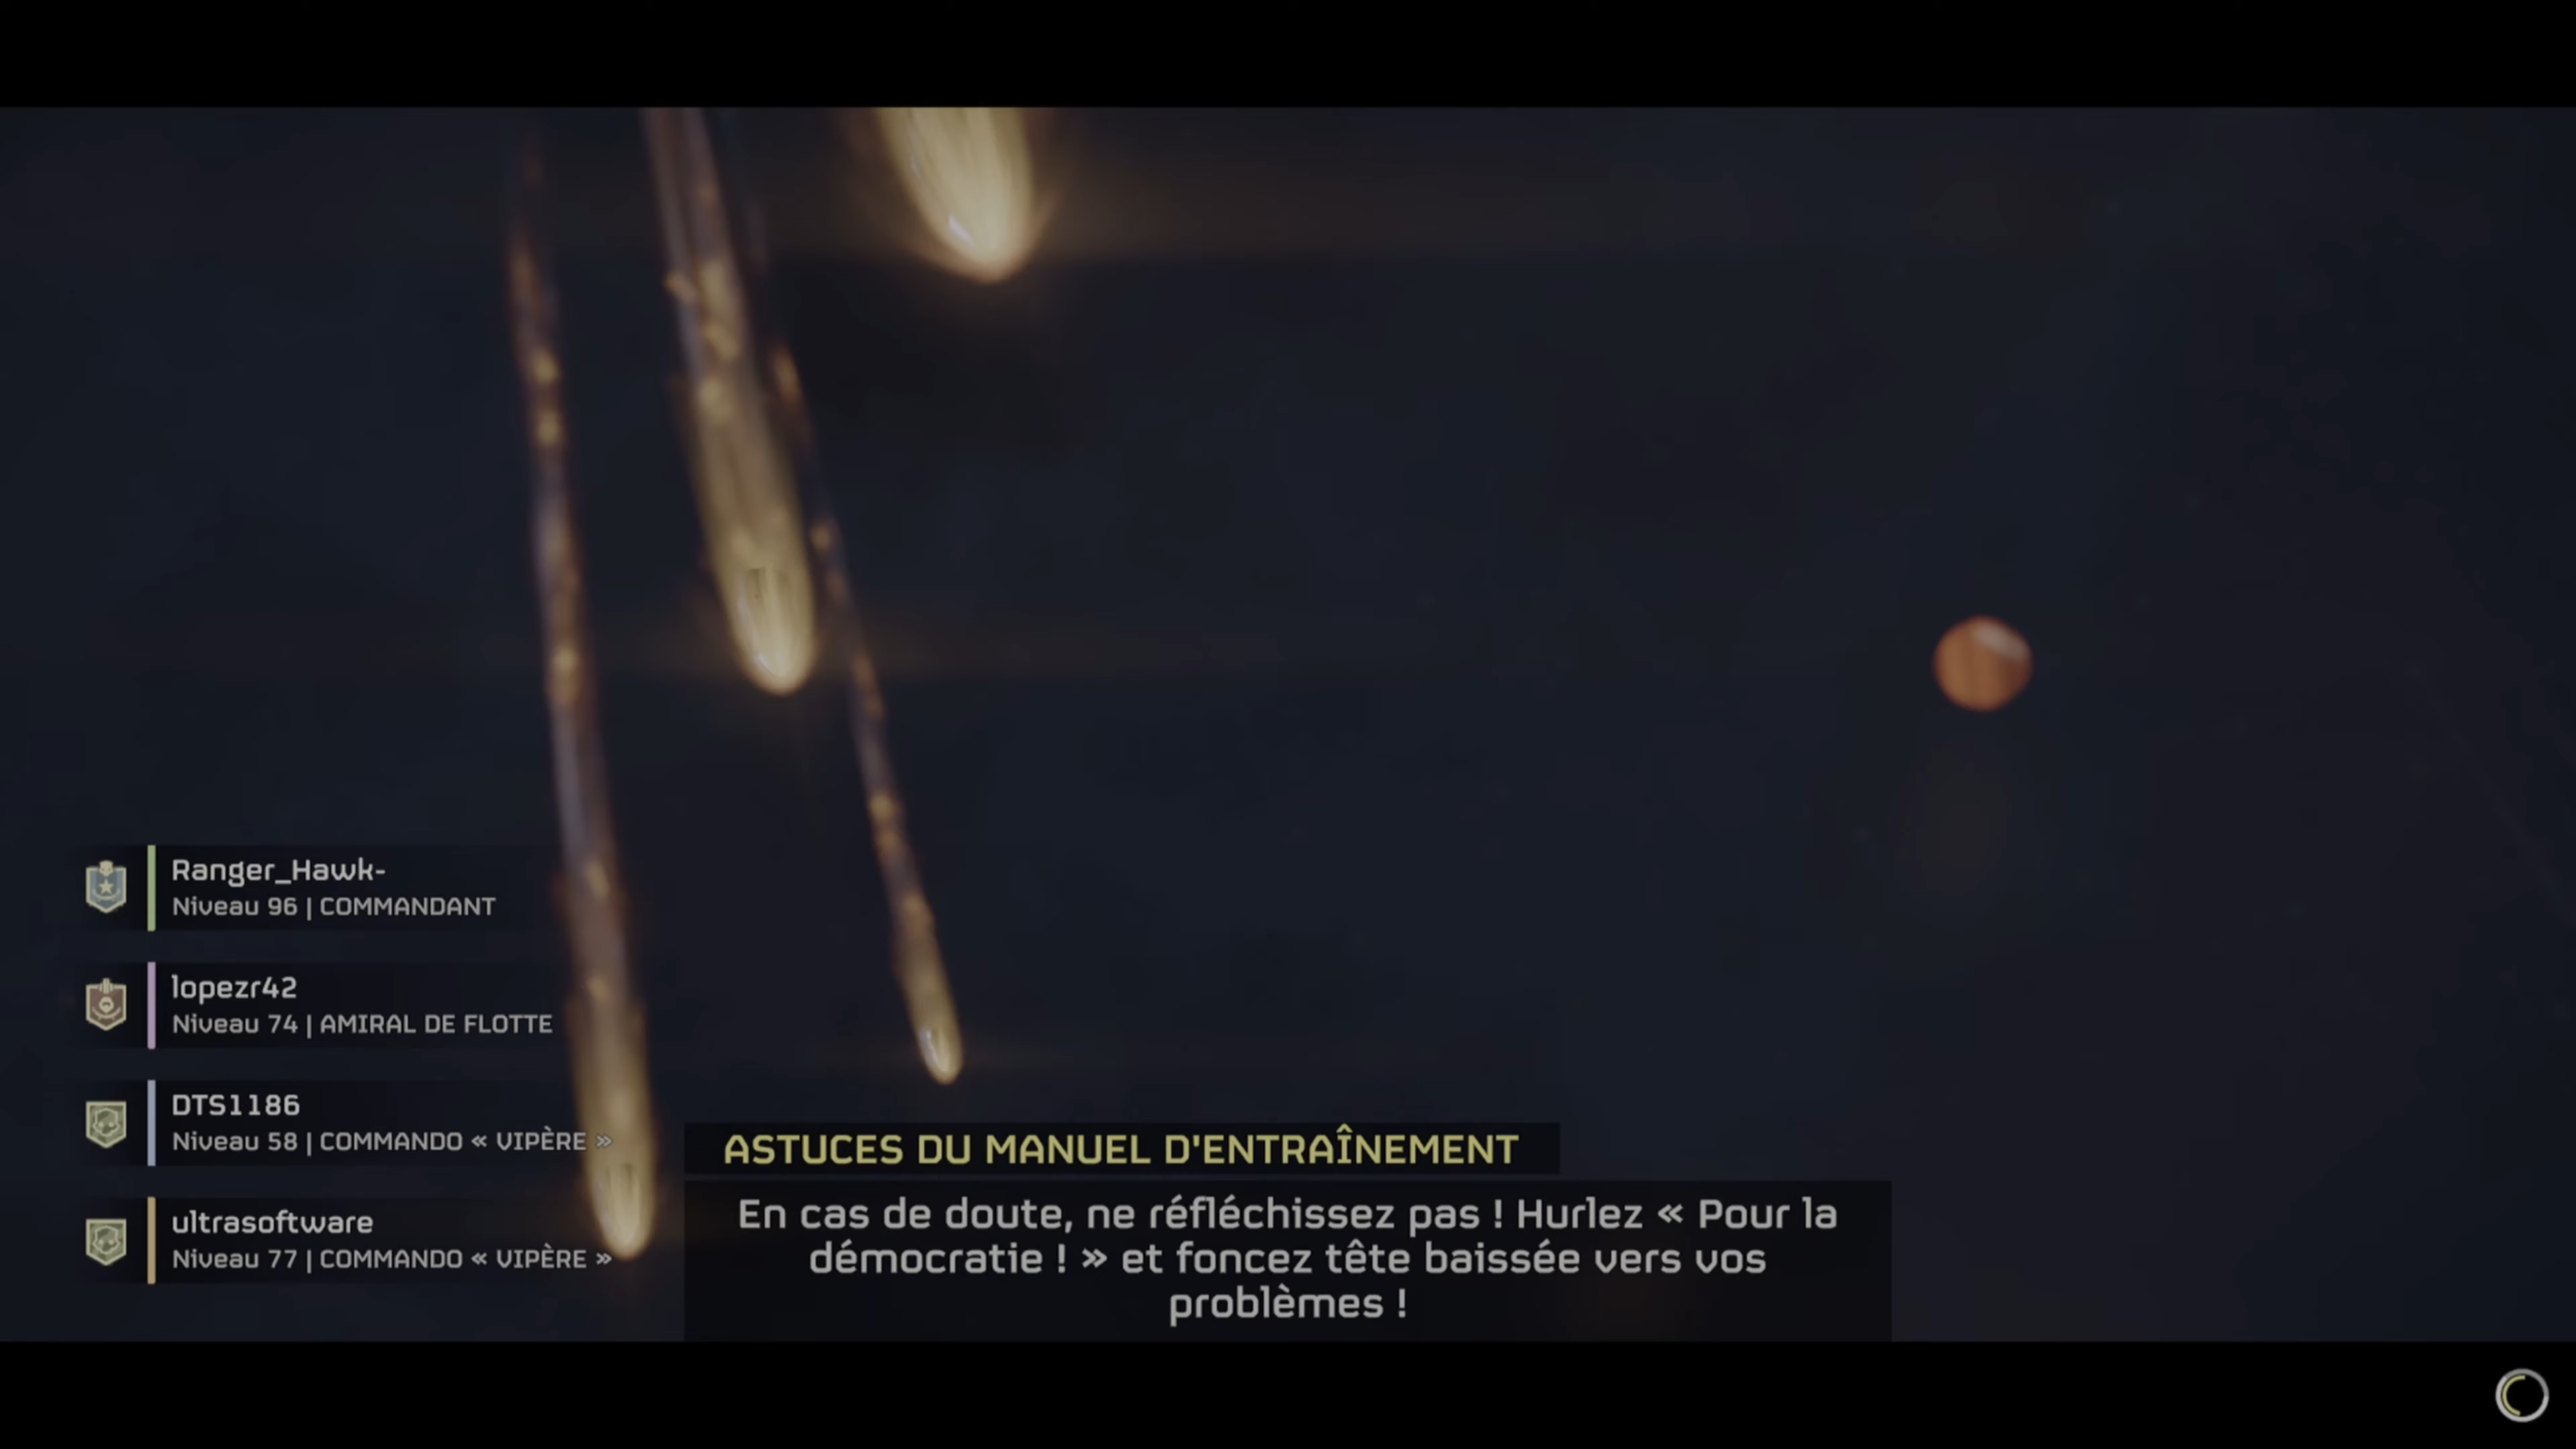 Ranger_Hawk-
Niveau 96 | COMMANDANT
lopezr42
Niveau 74 | AMIRAL DE FLOTTE
DTS1186
Niveau 58 | COMMANDO « VIPÈRE »
ultrasoftware
Niveau 77 | COMMANDO « VIPÈRE »
ASTUCES DU MANUEL D'ENTRAÎNEMENT
En cas de doute, ne réfléchissez pas ! Hurlez « Pour la
démocratie ! » et foncez tête baissée vers vos
problèmes !